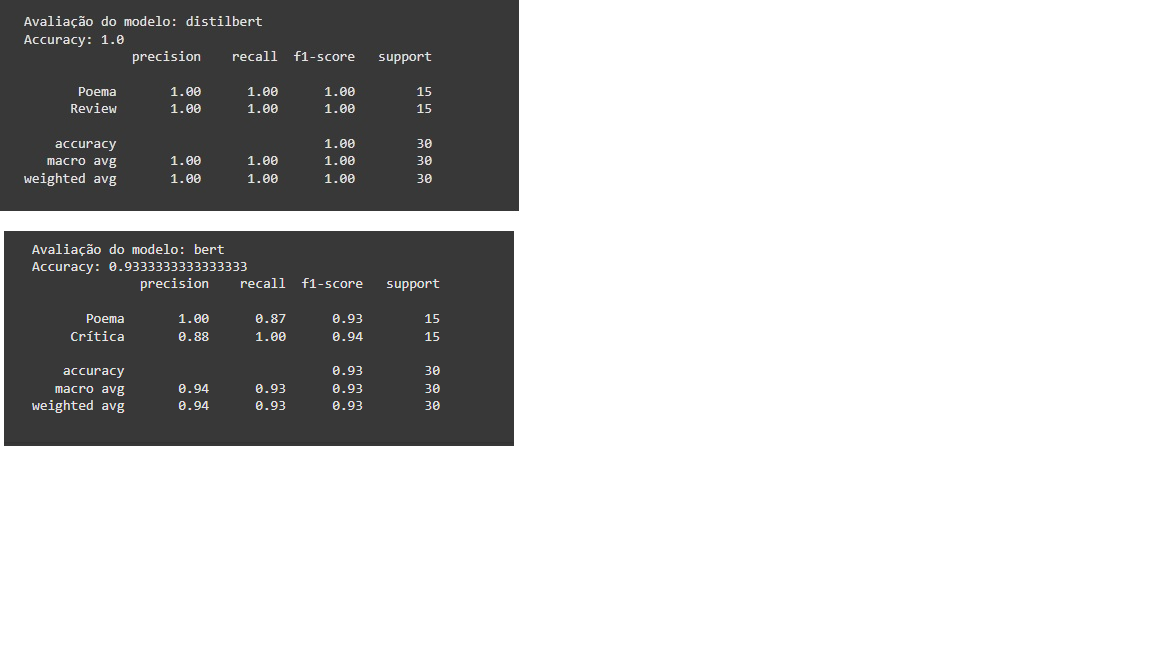 Avaliação do modelo: distilbert
Accuracy: 1.0
precision recall f1-score support
Poema 1.00 1.00 1.00 15
Review 1.00 1.00 1.00 15
accuracy 1.00 30
macro avg 1.00 1.00 1.00 30
weighted avg 1.00 1.00 1.00 30
Avaliação do modelo: bert
Accuracy: 0.9333333333333333
precision recall f1-score support
Poema 1.00 0.87 0.93 15
Crítica 0.88 1.00 0.94 15
accuracy 0.93 30
macro avg 0.94 0.93 0.93 30
weighted avg 0.94 0.93 0.93 30